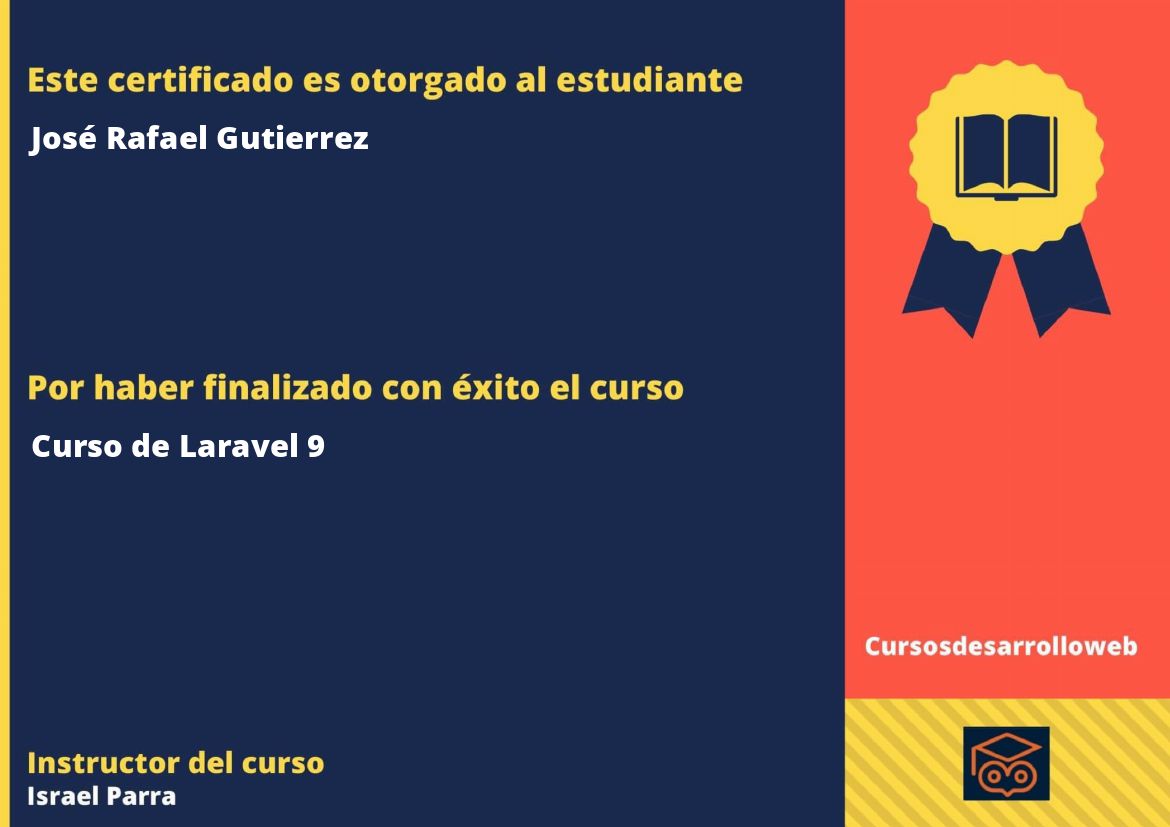 Este certificado es otorgado al estudiante
José Rafael Gutierrez
Por haber finalizado con éxito el curso
Curso de Laravel 9
Cursosdesarrolloweb
Instructor del curso
Israel Parra